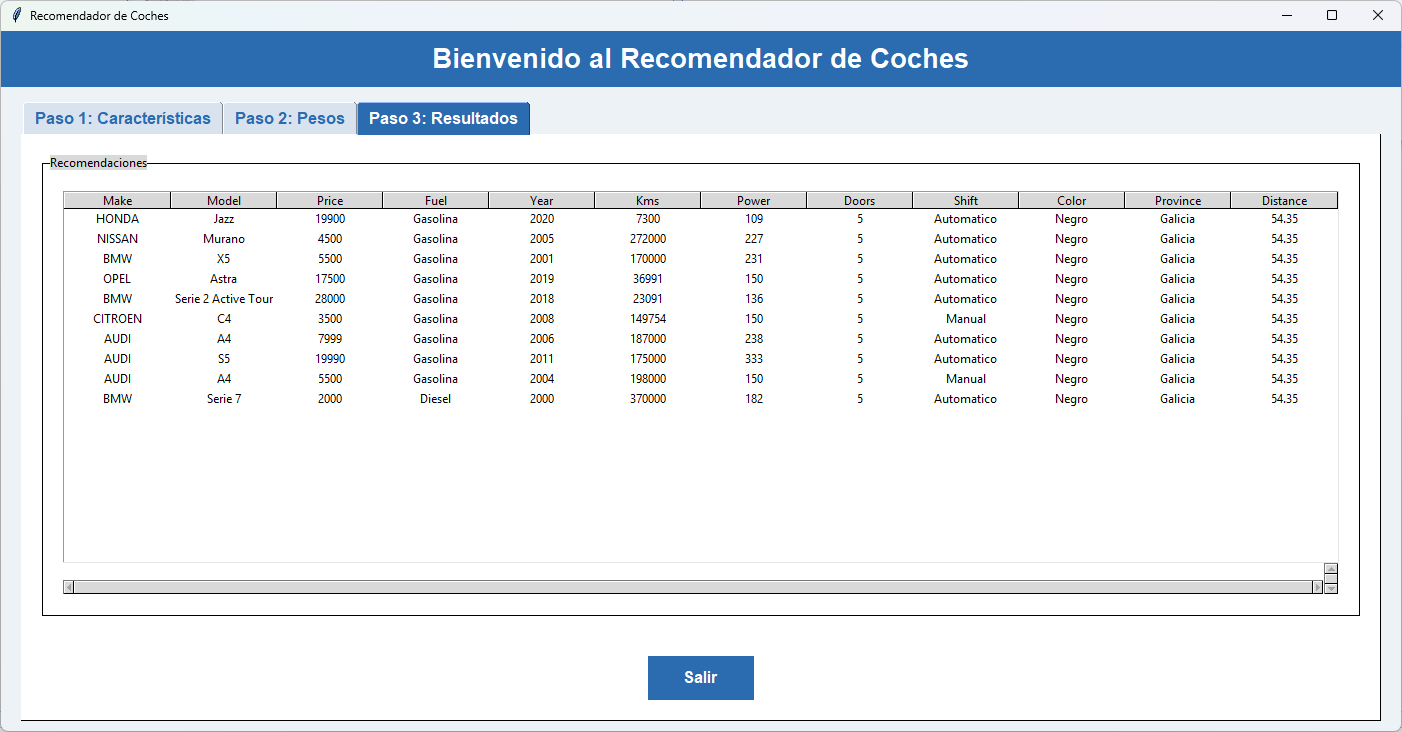 Recomendador de Coches
Bienvenido al Recomendador de Coches
Paso 1: Características Paso 2: Pesos Paso 3: Resultados
Recomendaciones
Make Model Price Fuel Year Kms Power Doors Shift Color Province Distance
HONDA Jazz 19900 Gasolina 2020 7300 109 5 Automatico Negro Galicia 54.35
NISSAN Murano 4500 Gasolina 2005 272000 227 5 Automatico Negro Galicia 54.35
BMW X5 5500 Gasolina 2001 170000 231 5 Automatico Negro Galicia 54.35
OPEL Astra 17500 Gasolina 2019 36991 150 5 Automatico Negro Galicia 54.35
BMW Serie 2 Active Tour 28000 Gasolina 2018 23091 136 5 Automatico Negro Galicia 54.35
CITROEN C4 3500 Gasolina 2008 149754 150 5 Manual Negro Galicia 54.35
AUDI A4 7999 Gasolina 2006 187000 238 5 Automatico Negro Galicia 54.35
AUDI S5 19990 Gasolina 2011 175000 333 5 Automatico Negro Galicia 54.35
AUDI A4 5500 Gasolina 2004 198000 150 5 Manual Negro Galicia 54.35
BMW Serie 7 2000 Diesel 2000 370000 182 5 Automatico Negro Galicia 54.35
Salir